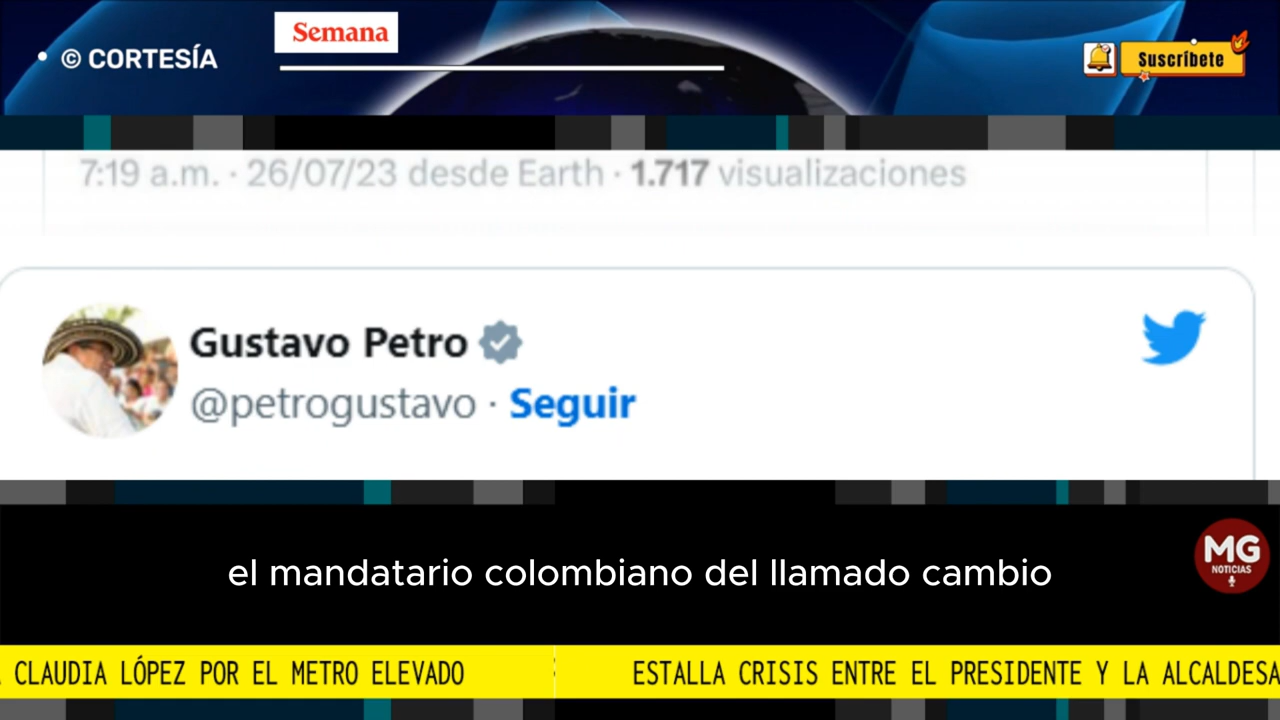 • © CORTESÍA
Semana
Suscríbete
7:19 a.m. · 26/07/23 desde Earth · 1.717 visualizaciones
Gustavo Petro
@petrogustavo · Seguir
el mandatario colombiano del llamado cambio
MG
NOTICIAS
CLAUDIA LÓPEZ POR EL METRO ELEVADO
ESTALLA CRISIS ENTRE EL PRESIDENTE Y LA ALCALDESA